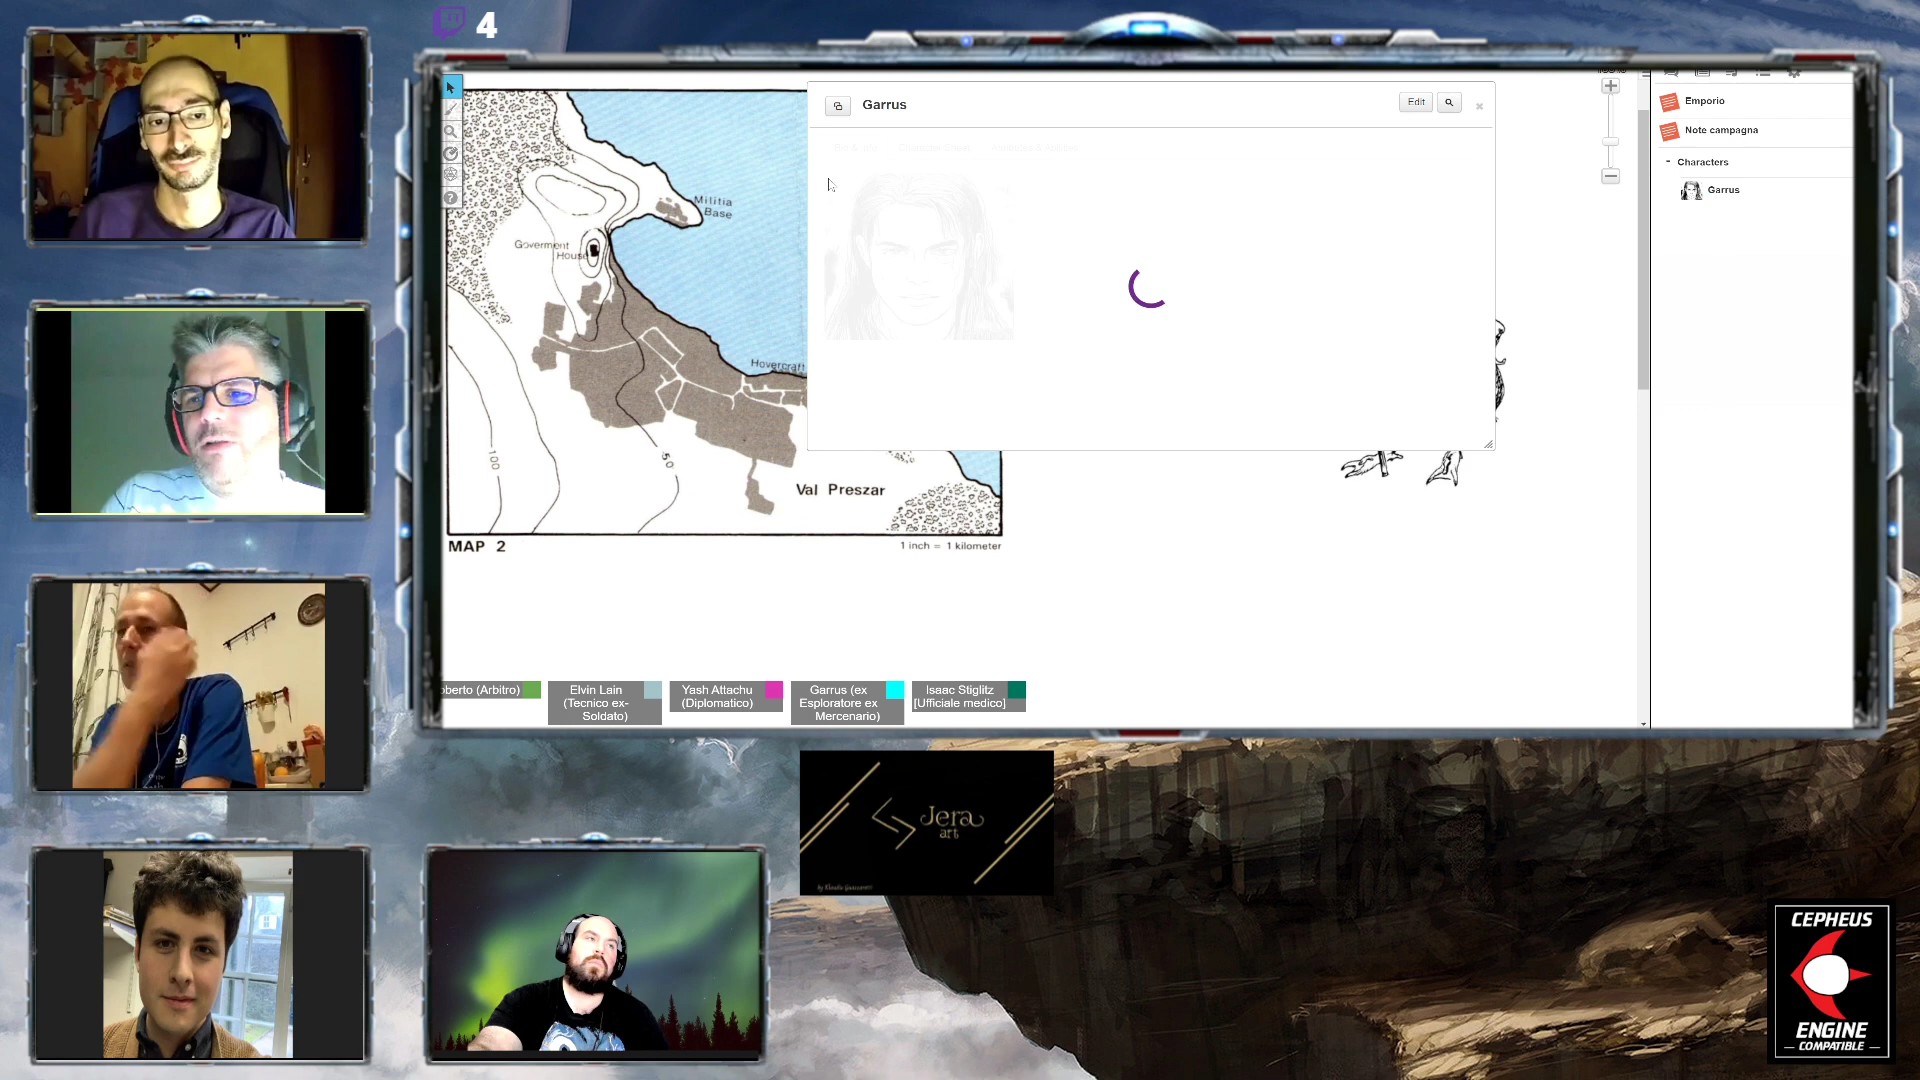 4
Garrus
Edit
Emporio
Note campagna
Characters
Garrus
Militia
Base
Goverment
House
Hovercraft
100
50
Val Preszar
MAP 2
1 inch = 1 kilometer
oberto (Arbitro)
Elvin Lain
(Tecnico ex-
Soldato)
Yash Attachu
(Diplomatico)
Garrus (ex
Esploratore ex
Mercenario)
Isaac Stiglitz
[Ufficiale medico]
Jera
art
CEPHEUS
ENGINE
COMPATIBLE